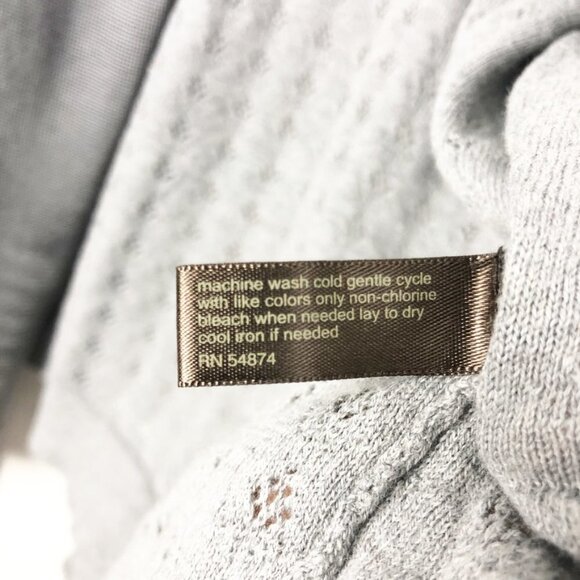 machine wash cold gentle cycle
with like colors only non-chlorine
bleach when needed lay to dry
cool iron if needed
RN 54874